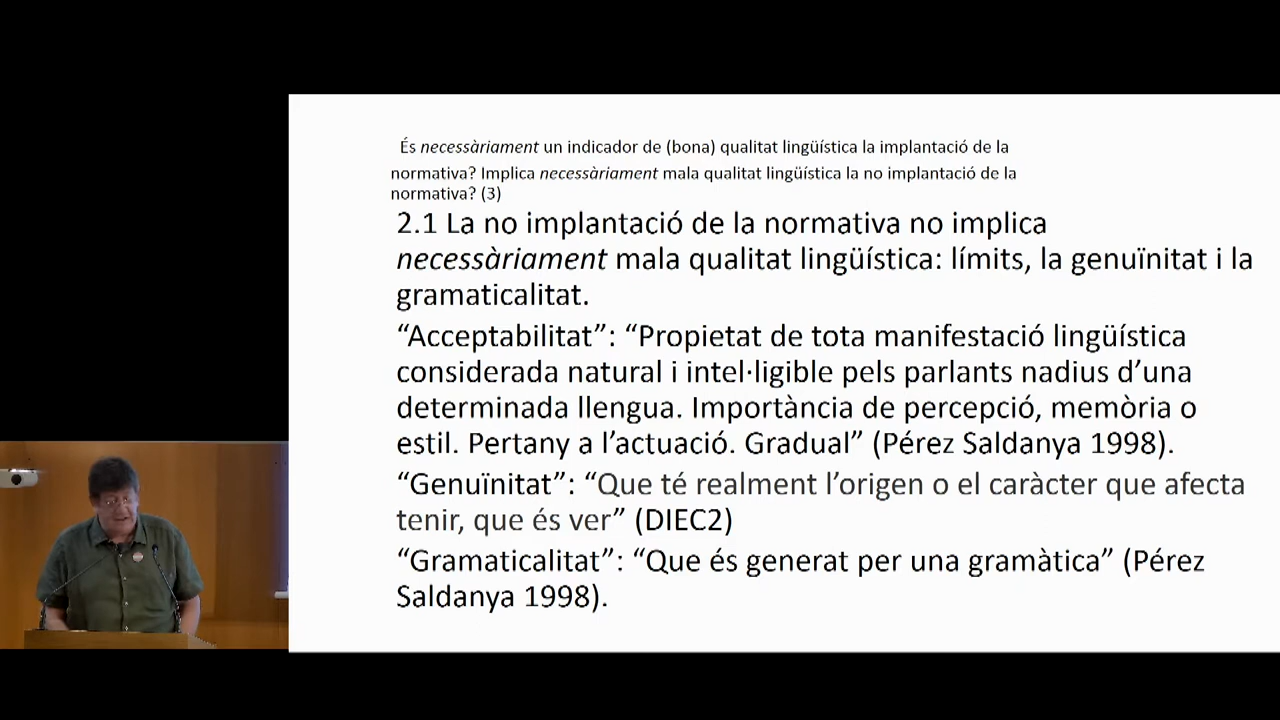 És necessàriament un indicador de (bona) qualitat lingüística la implantació de la
normativa? Implica necessàriament mala qualitat lingüística la no implantació de la
normativa? (3)
2.1 La no implantació de la normativa no implica
necessàriament mala qualitat lingüística: límits, la genuïnitat i la
gramaticalitat.
“Acceptabilitat”: “Propietat de tota manifestació lingüística
considerada natural i intel·ligible pels parlants nadius d’una
determinada llengua. Importància de percepció, memòria o
estil. Pertany a l’actuació. Gradual” (Pérez Saldanya 1998).
“Genuïnitat”: “Que té realment l’origen o el caràcter que afecta
tenir, que és ver” (DIEC2)
“Gramaticalitat”: “Que és generat per una gramàtica” (Pérez
Saldanya 1998).